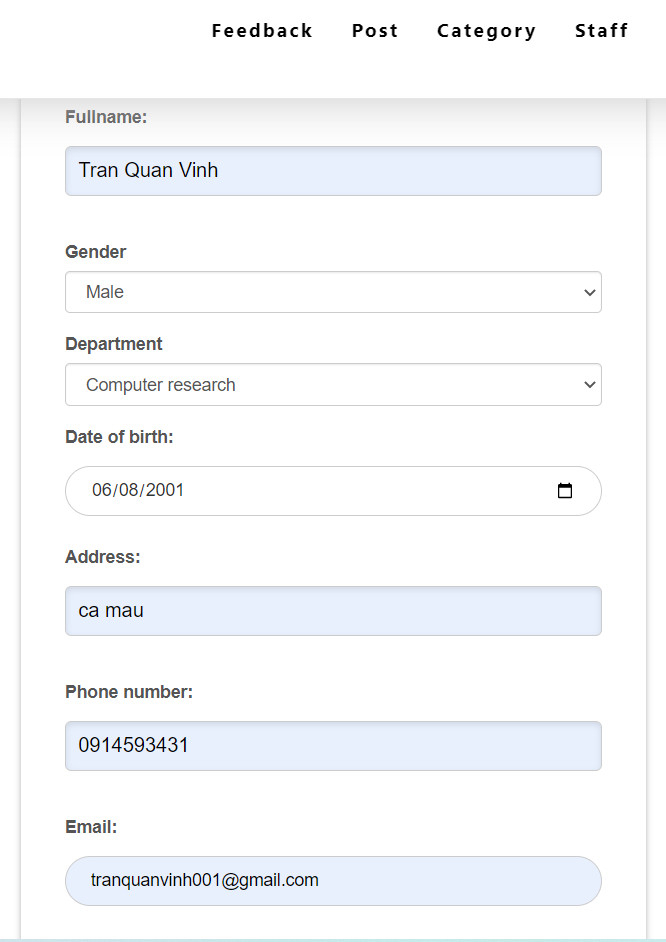 Feedback Post Category Staff
Fullname:
Tran Quan Vinh
Gender
Male
Department
Computer research
Date of birth:
06/08/2001
Address:
ca mau
Phone number:
0914593431
Email:
tranquanvinh001@gmail.com